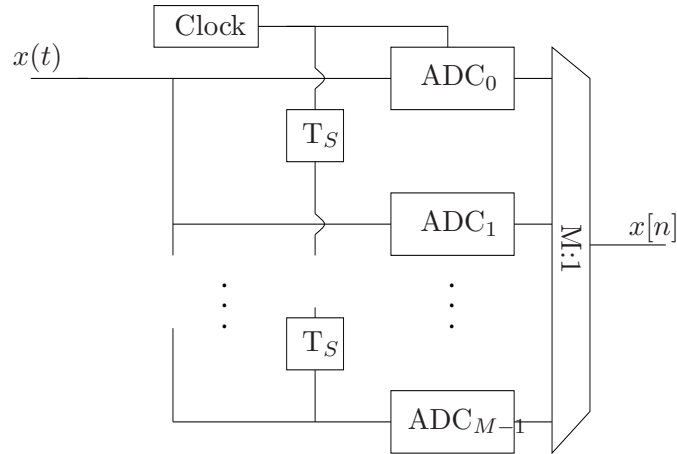 Clock
x(t)
ADC₀
T_S
ADC₁
M:1
x[n]
T_S
ADC_{M−1}